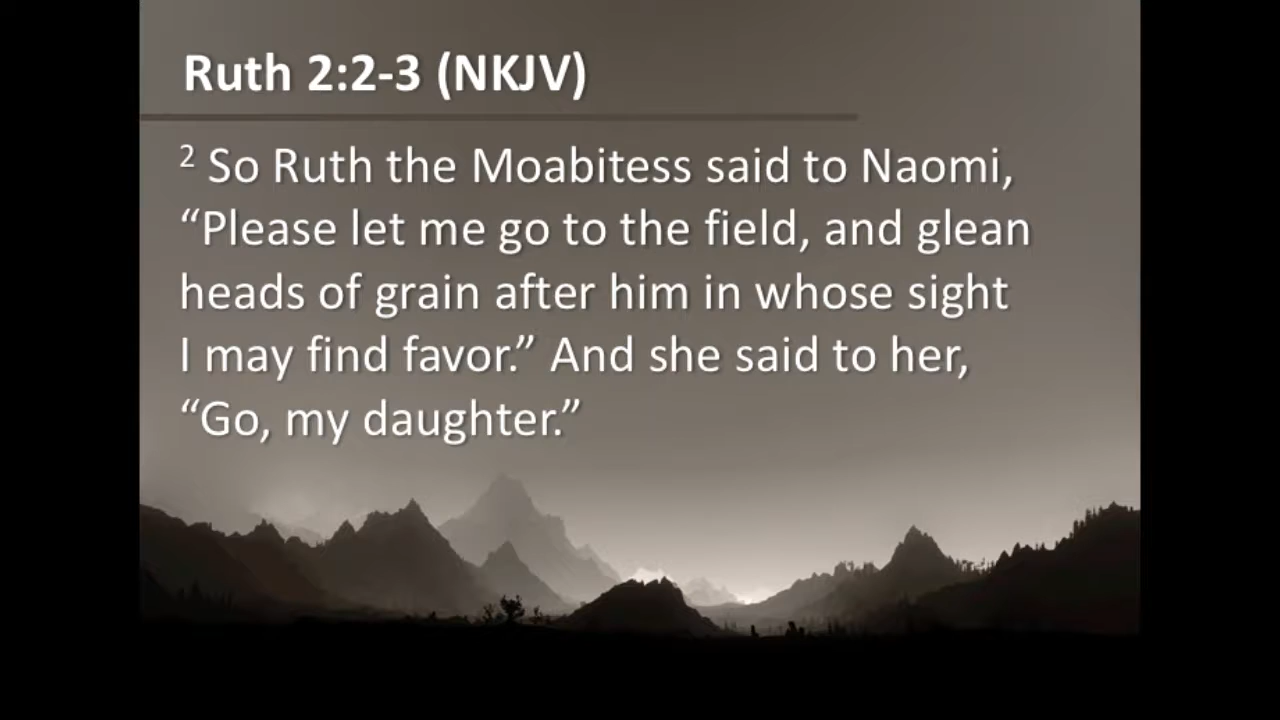 Ruth 2:2-3 (NKJV)
² So Ruth the Moabitess said to Naomi,
“Please let me go to the field, and glean
heads of grain after him in whose sight
I may find favor.” And she said to her,
“Go, my daughter.”